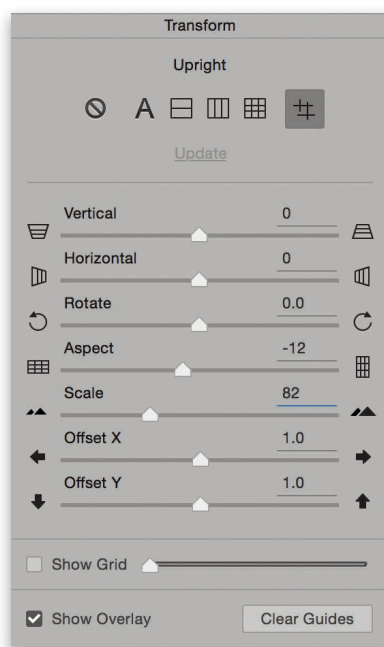 Transform
Upright
A
Update
Vertical 0
Horizontal 0
Rotate 0.0
Aspect -12
Scale 82
Offset X 1.0
Offset Y 1.0
Show Grid
Show Overlay Clear Guides